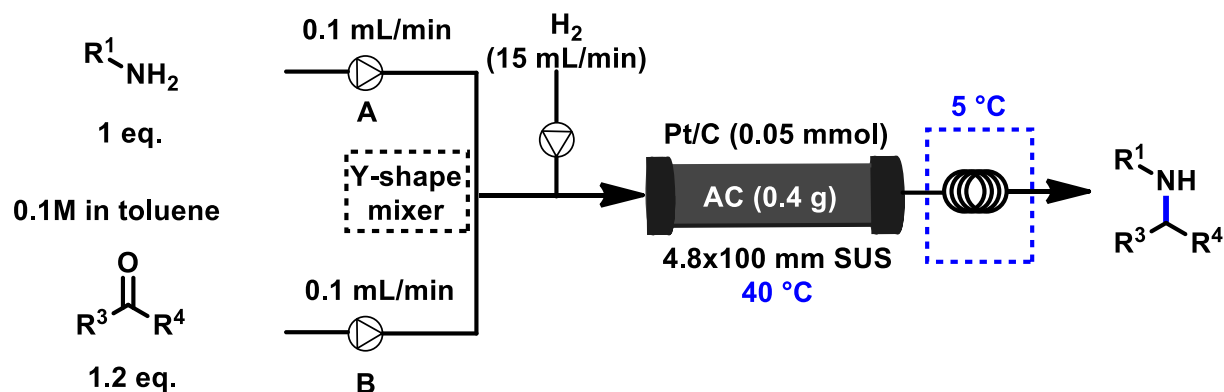 R¹
NH₂
1 eq.
0.1M in toluene
O
R³ R⁴
1.2 eq.
0.1 mL/min
A
Y-shape
mixer
0.1 mL/min
B
H₂
(15 mL/min)
Pt/C (0.05 mmol)
AC (0.4 g)
4.8x100 mm SUS
40 °C
5 °C
R¹
NH
R³ R⁴